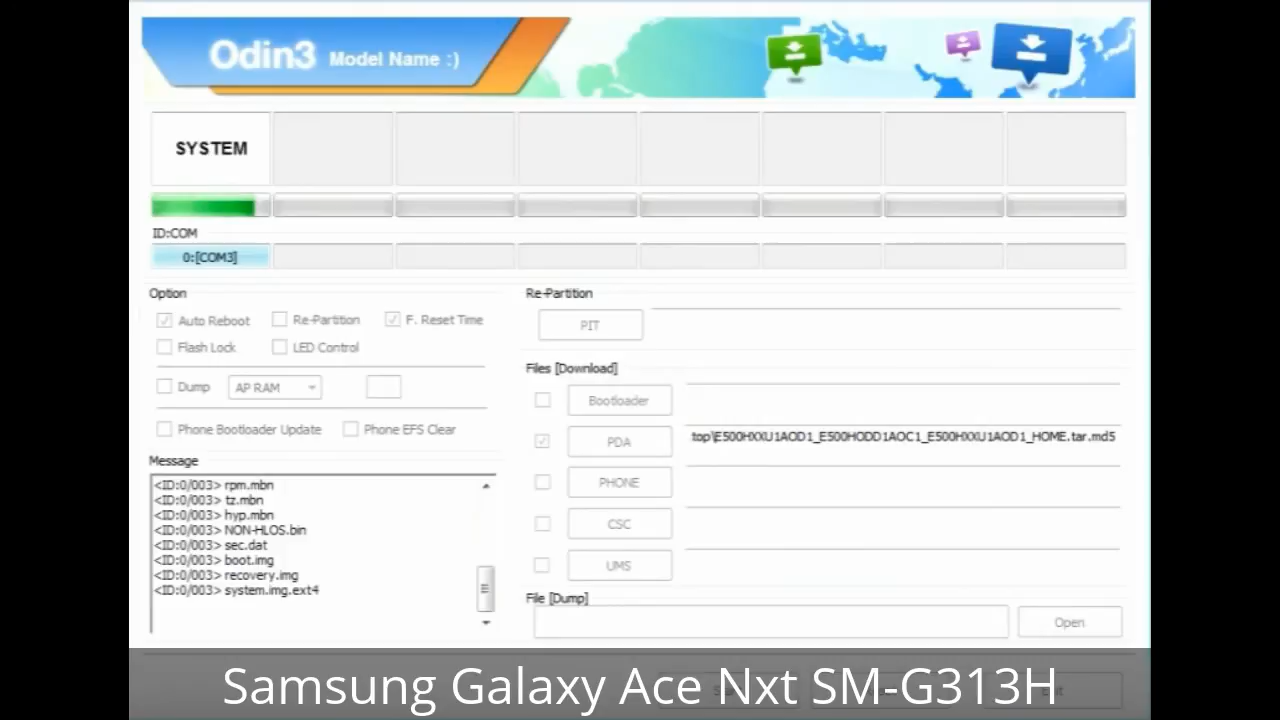 Odin3 Model Name :)
SYSTEM
ID:COM
0:[COM3]
Option
Auto Reboot Re-Partition F. Reset Time
Flash Lock LED Control
Dump AP RAM
Phone Bootloader Update Phone EFS Clear
Message
<ID:0/003> rpm.mbn
<ID:0/003> tz.mbn
<ID:0/003> hyp.mbn
<ID:0/003> NON-HLOS.bin
<ID:0/003> sec.dat
<ID:0/003> boot.img
<ID:0/003> recovery.img
<ID:0/003> system.img.ext4
Re-Partition
PIT
Files [Download]
Bootloader
PDA top\E500HXXU1AOD1_E500HODD1AOC1_E500HXXU1AOD1_HOME.tar.md5
PHONE
CSC
UMS
File [Dump]
Open
Samsung Galaxy Ace Nxt SM-G313H